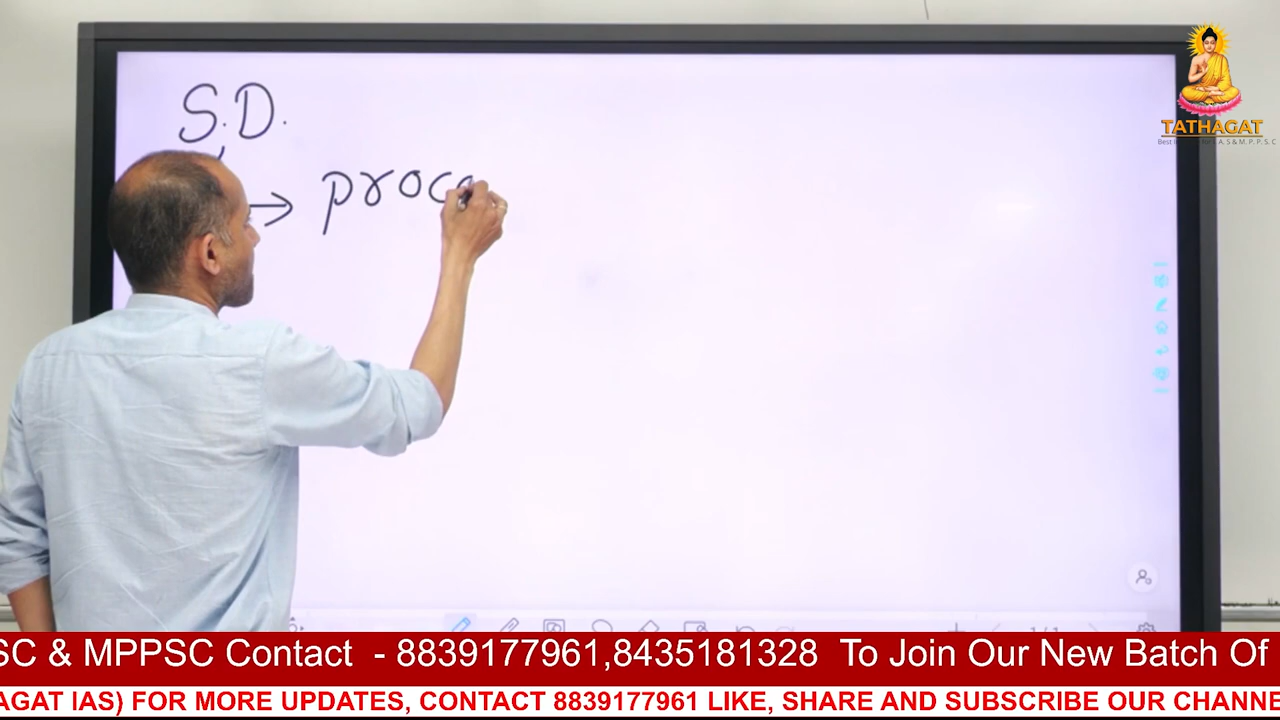 S.D.
→ proce
TATHAGAT
SC & MPPSC Contact - 8839177961,8435181328 To Join Our New Batch Of
AGAT IAS) FOR MORE UPDATES, CONTACT 8839177961 LIKE, SHARE AND SUBSCRIBE OUR CHANNE